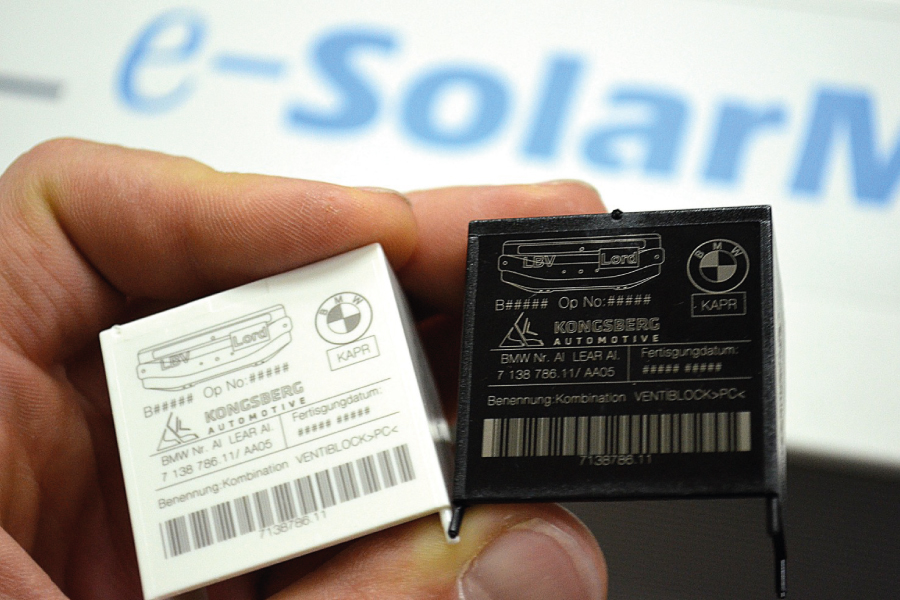 e-SolarM
LBV Lord
BMW
KAPR
B##### Op No:#####
KONGSBERG
AUTOMOTIVE
BMW Nr. AI LEAR AI.
7 138 786.11/ AA05
Fertisgungdatum:
##### #####
Benennung:Kombination VENTIBLOCK>PC<
7138786.11
LBV Lord
BMW
KAPR
B##### Op No:#####
KONGSBERG
AUTOMOTIVE
BMW Nr. AI LEAR AI.
7 138 786.11/ AA05
Fertisgungdatum:
##### #####
Benennung:Kombination VENTIBLOCK>PC<
7138786.11